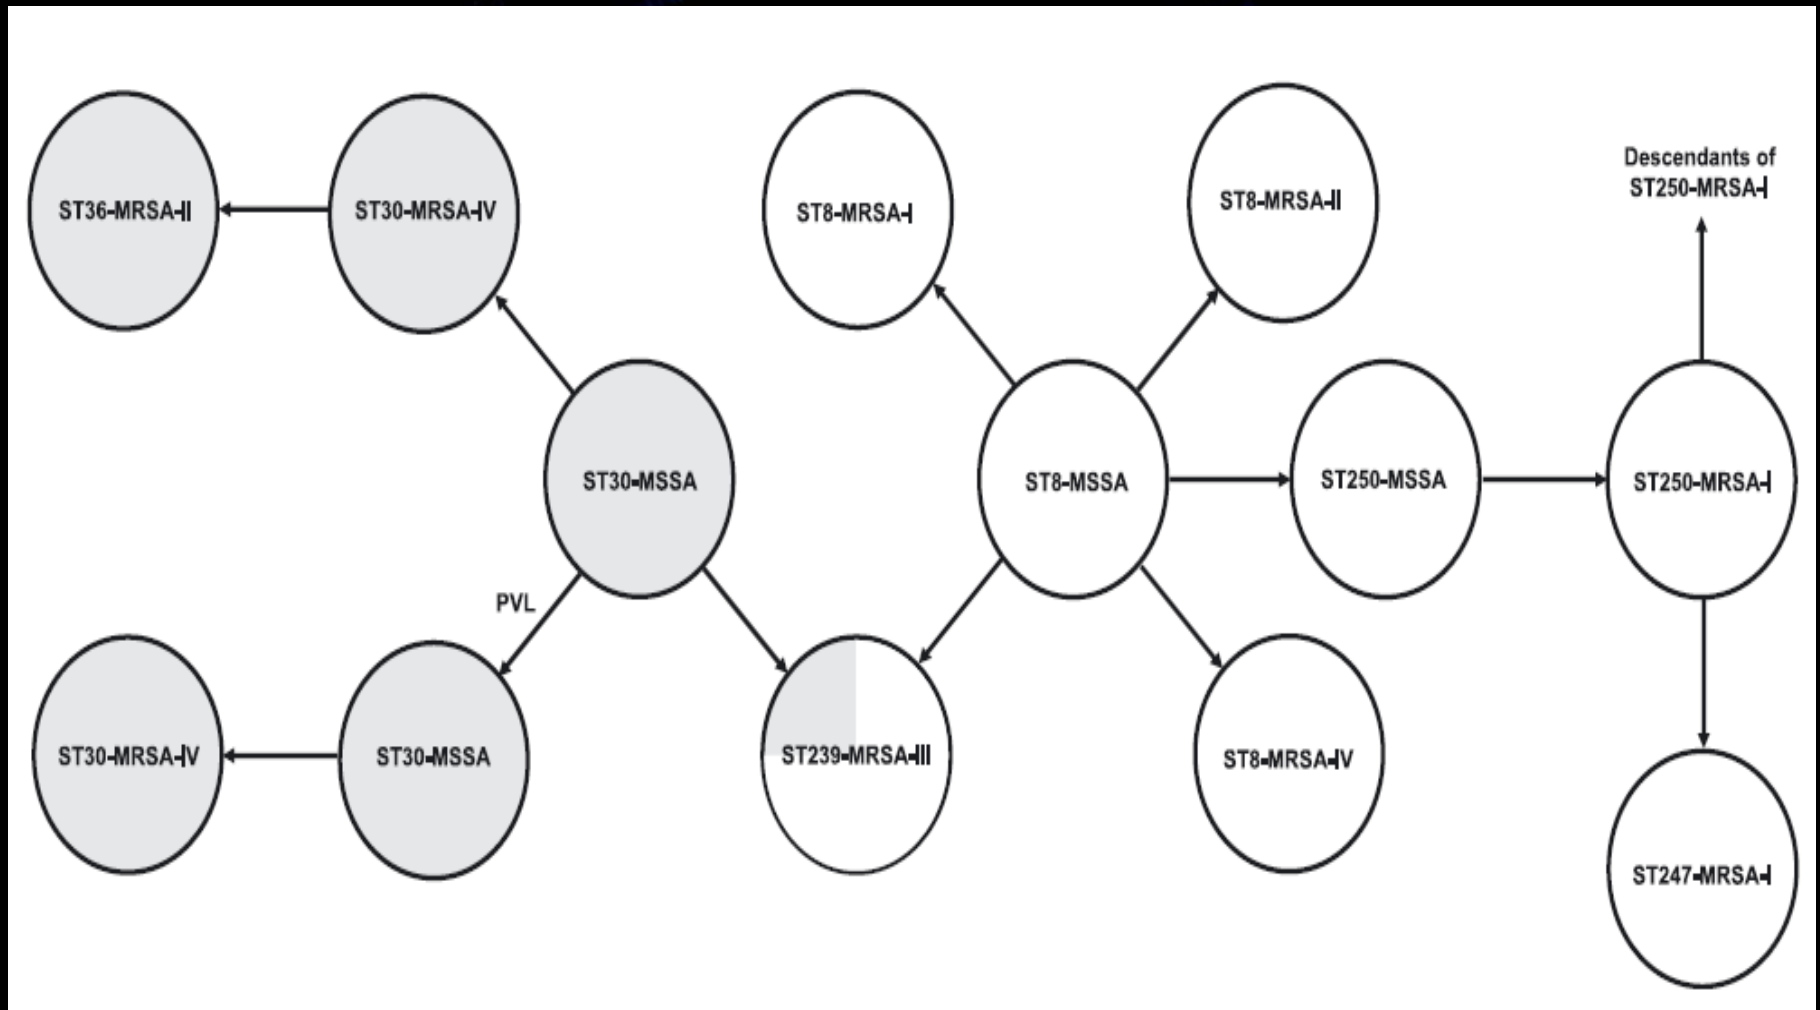 Descendants of
ST250-MRSA-I
ST36-MRSA-II
ST30-MRSA-IV
ST8-MRSA-I
ST8-MRSA-II
ST30-MSSA
ST8-MSSA
ST250-MSSA
ST250-MRSA-I
PVL
ST30-MRSA-IV
ST30-MSSA
ST239-MRSA-III
ST8-MRSA-IV
ST247-MRSA-I